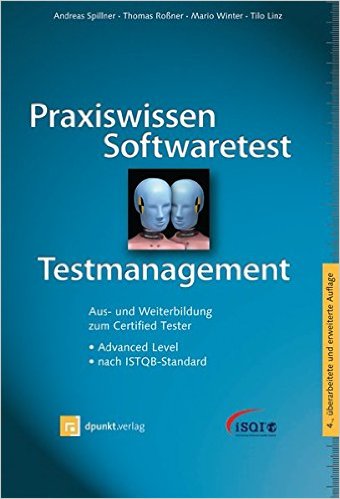 Andreas Spillner · Thomas Roßner · Mario Winter · Tilo Linz
Praxiswissen
Softwaretest
Testmanagement
Aus- und Weiterbildung
zum Certified Tester
• Advanced Level
• nach ISTQB-Standard
4., überarbeitete und erweiterte Auflage
dpunkt.verlag
iSQI